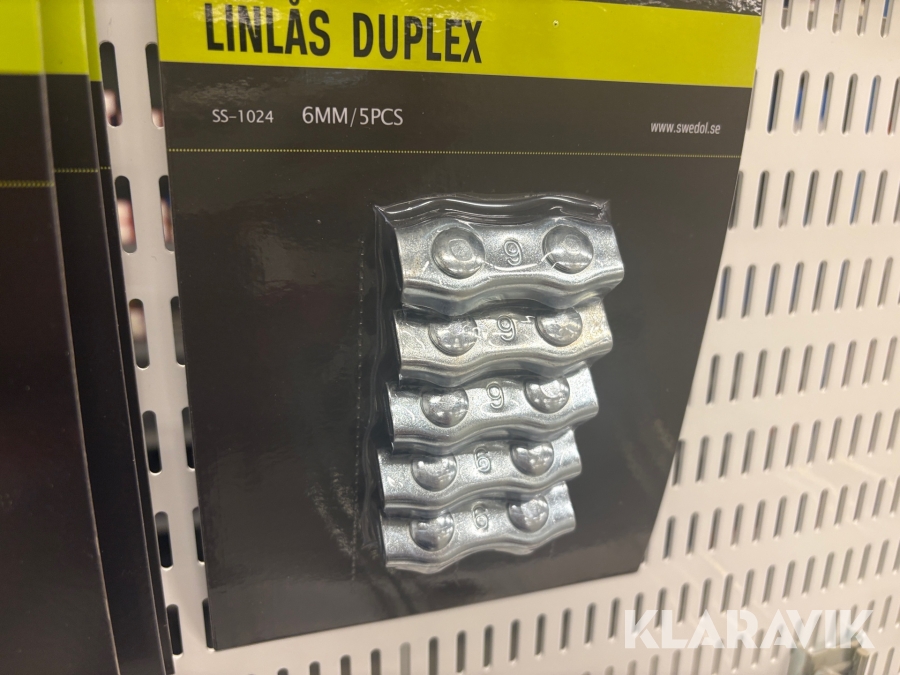 LINLÅS DUPLEX
SS-1024 6MM/5PCS
www.swedol.se
9
9
9
6
6
KLARAVIK